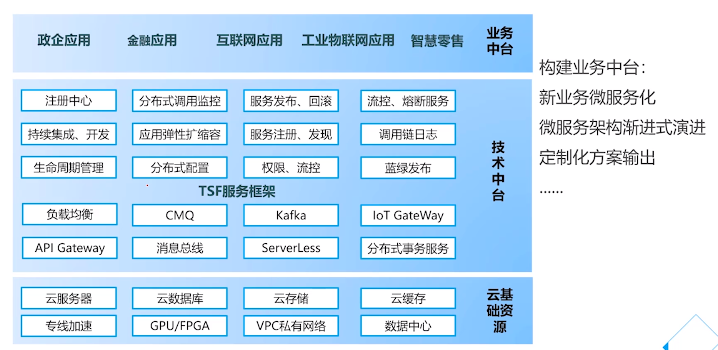 政企应用 金融应用 互联网应用 工业物联网应用 智慧零售
业务
中台
注册中心 分布式调用监控 服务发布、回滚 流控、熔断服务
持续集成、开发 应用弹性扩缩容 服务注册、发现 调用链日志
生命周期管理 分布式配置 权限、流控 蓝绿发布
TSF服务框架
负载均衡 CMQ Kafka IoT GateWay
API Gateway 消息总线 ServerLess 分布式事务服务
技
术
中
台
云服务器 云数据库 云存储 云缓存
专线加速 GPU/FPGA VPC私有网络 数据中心
云基
础资
源
构建业务中台：
新业务微服务化
微服务架构渐进式演进
定制化方案输出
......